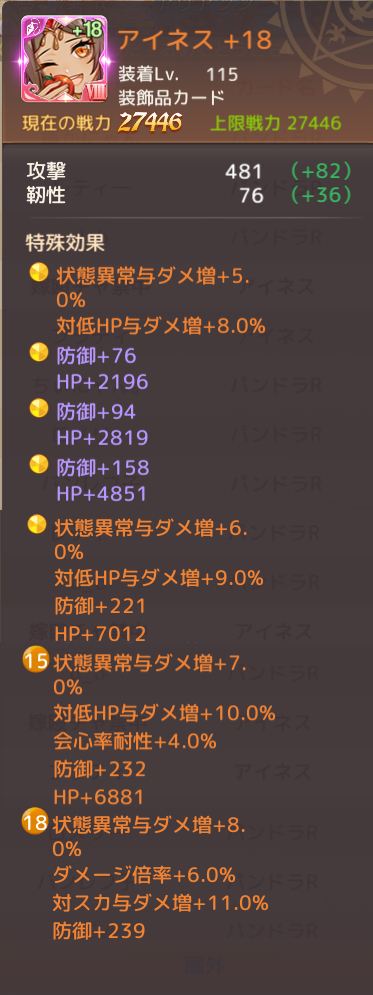 +18
VIII
アイネス +18
装着Lv. 115
装飾品カード
現在の戦力 27446 上限戦力 27446
攻撃 481 (+82)
靭性 76 (+36)
特殊効果
状態異常与ダメ増+5.
0%
対低HP与ダメ増+8.0%
防御+76
HP+2196
防御+94
HP+2819
防御+158
HP+4851
状態異常与ダメ増+6.
0%
対低HP与ダメ増+9.0%
防御+221
HP+7012
15 状態異常与ダメ増+7.
0%
対低HP与ダメ増+10.0%
会心率耐性+4.0%
防御+232
HP+6881
18 状態異常与ダメ増+8.
0%
ダメージ倍率+6.0%
対スカ与ダメ増+11.0%
防御+239